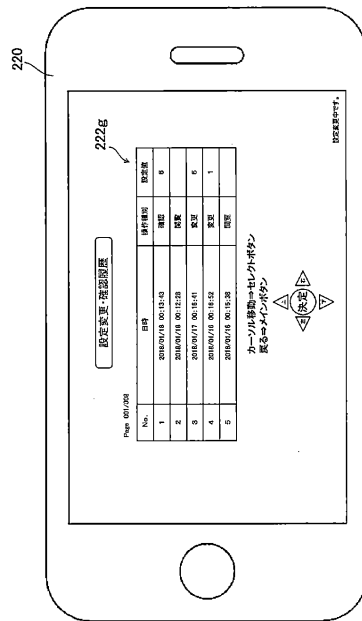 220
222g
設定変更・確認履歴
Page 001/008
No. 日時 操作種別 設定値
1 2018/01/18 00:13:43 確認 6
2 2018/01/18 00:12:28 閲覧
3 2018/01/17 00:16:41 変更 6
4 2018/01/16 00:16:52 変更 1
5 2018/01/16 00:15:38 閲覧
カーソル移動⇒セレクトボタン
戻る⇒メインボタン
決定
設定変更中です。